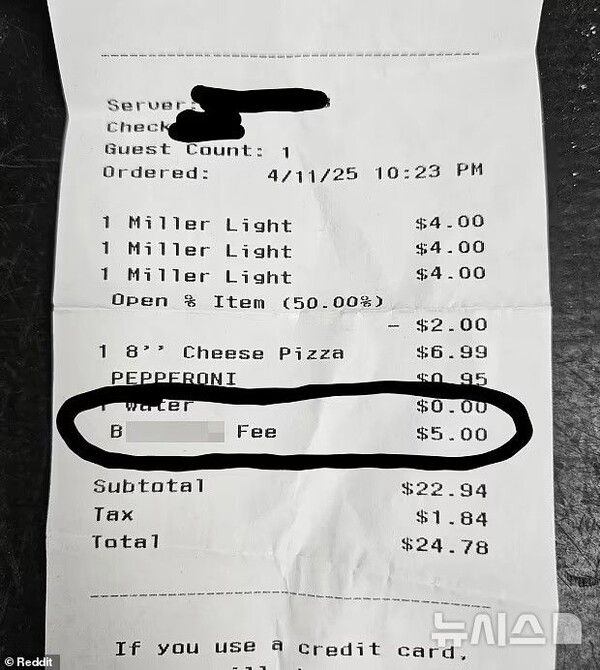 Server:
Check
Guest Count: 1
Ordered: 4/11/25 10:23 PM
1 Miller Light $4.00
1 Miller Light $4.00
1 Miller Light $4.00
Open % Item (50.00%)
- $2.00
1 8’’ Cheese Pizza $6.99
PEPPERONI $0.95
1 water $0.00
B Fee $5.00
Subtotal $22.94
Tax $1.84
Total $24.78
If you use a credit card,
뉴시스
© Reddit